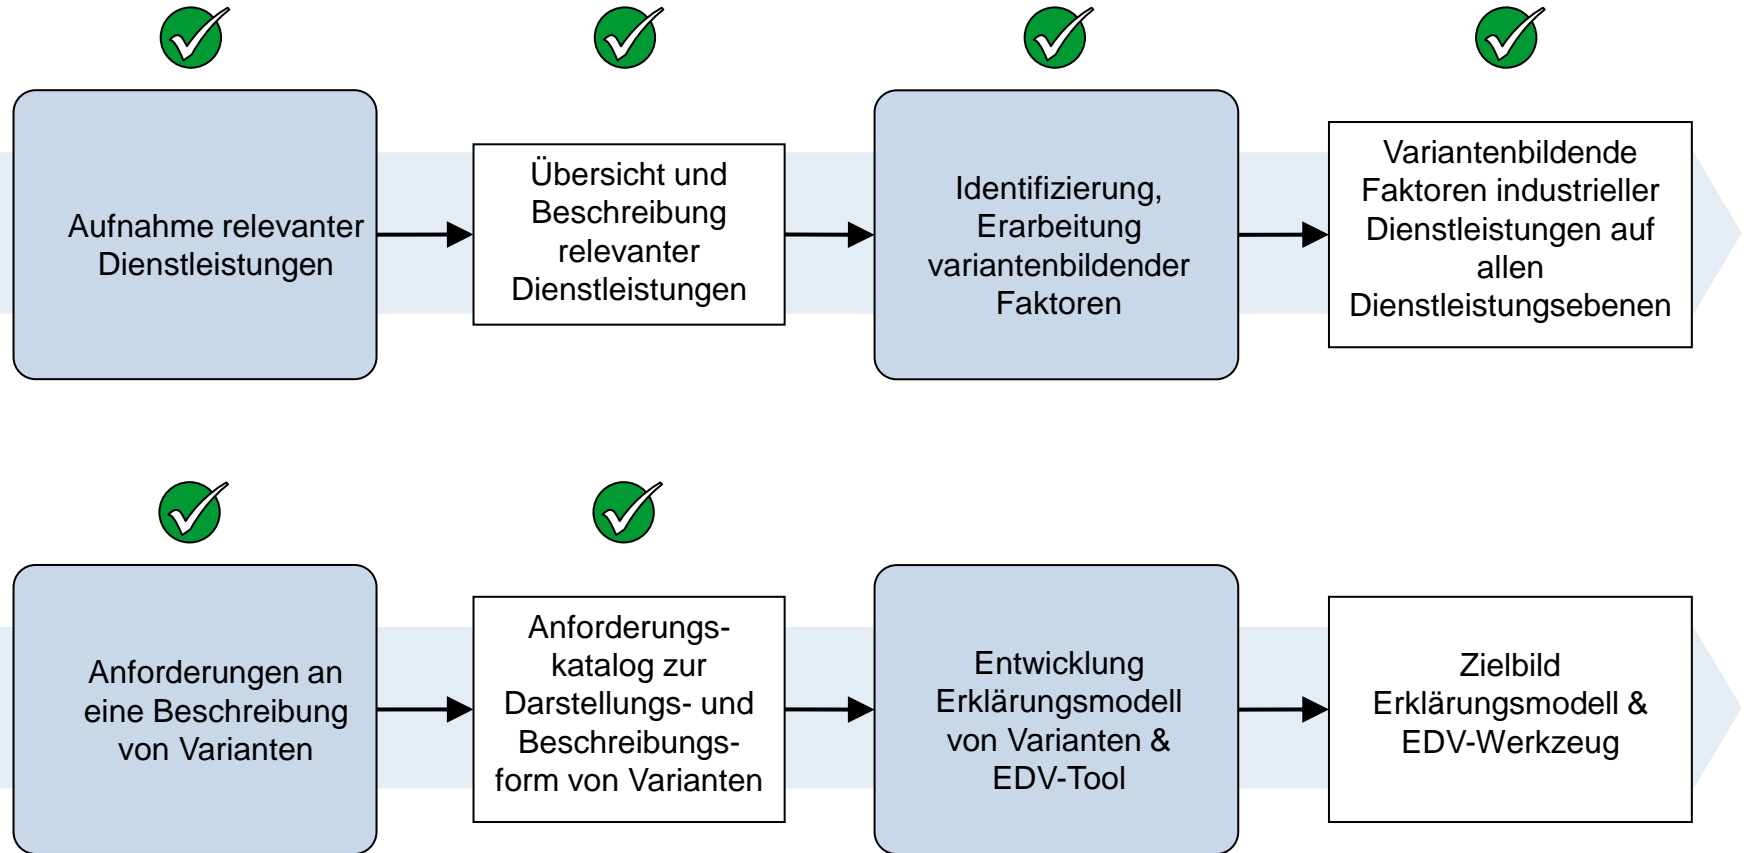 Aufnahme relevanter
Dienstleistungen
Übersicht und
Beschreibung
relevanter
Dienstleistungen
Identifizierung,
Erarbeitung
variantenbildender
Faktoren
Variantenbildende
Faktoren industrieller
Dienstleistungen auf
allen
Dienstleistungsebenen
Anforderungen an
eine Beschreibung
von Varianten
Anforderungs-
katalog zur
Darstellungs- und
Beschreibungs-
form von Varianten
Entwicklung
Erklärungsmodell
von Varianten &
EDV-Tool
Zielbild
Erklärungsmodell &
EDV-Werkzeug